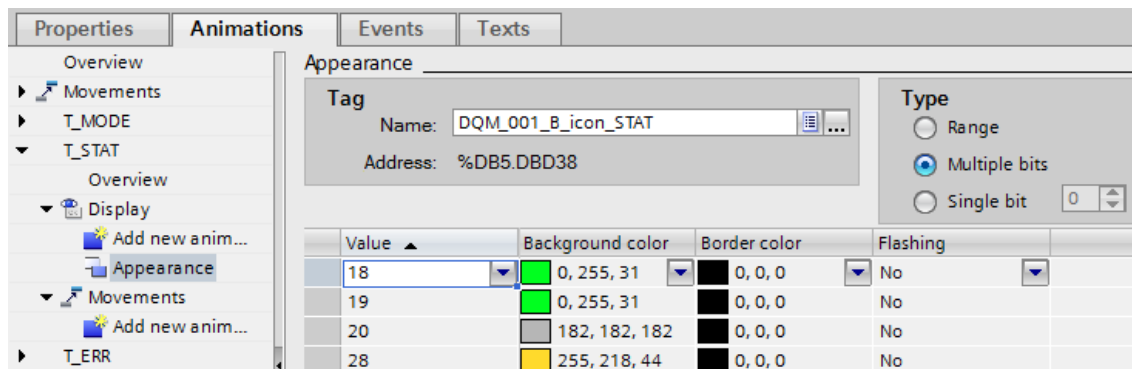 Properties Animations Events Texts
Overview
Movements
T_MODE
T_STAT
Overview
Display
Add new anim...
Appearance
Movements
Add new anim...
T_ERR
Appearance
Tag
Name: DQM_001_B_icon_STAT ...
Address: %DB5.DBD38
Type
Range
Multiple bits
Single bit 0
Value Background color Border color Flashing
18 0, 255, 31 0, 0, 0 No
19 0, 255, 31 0, 0, 0 No
20 182, 182, 182 0, 0, 0 No
28 255, 218, 44 0, 0, 0 No